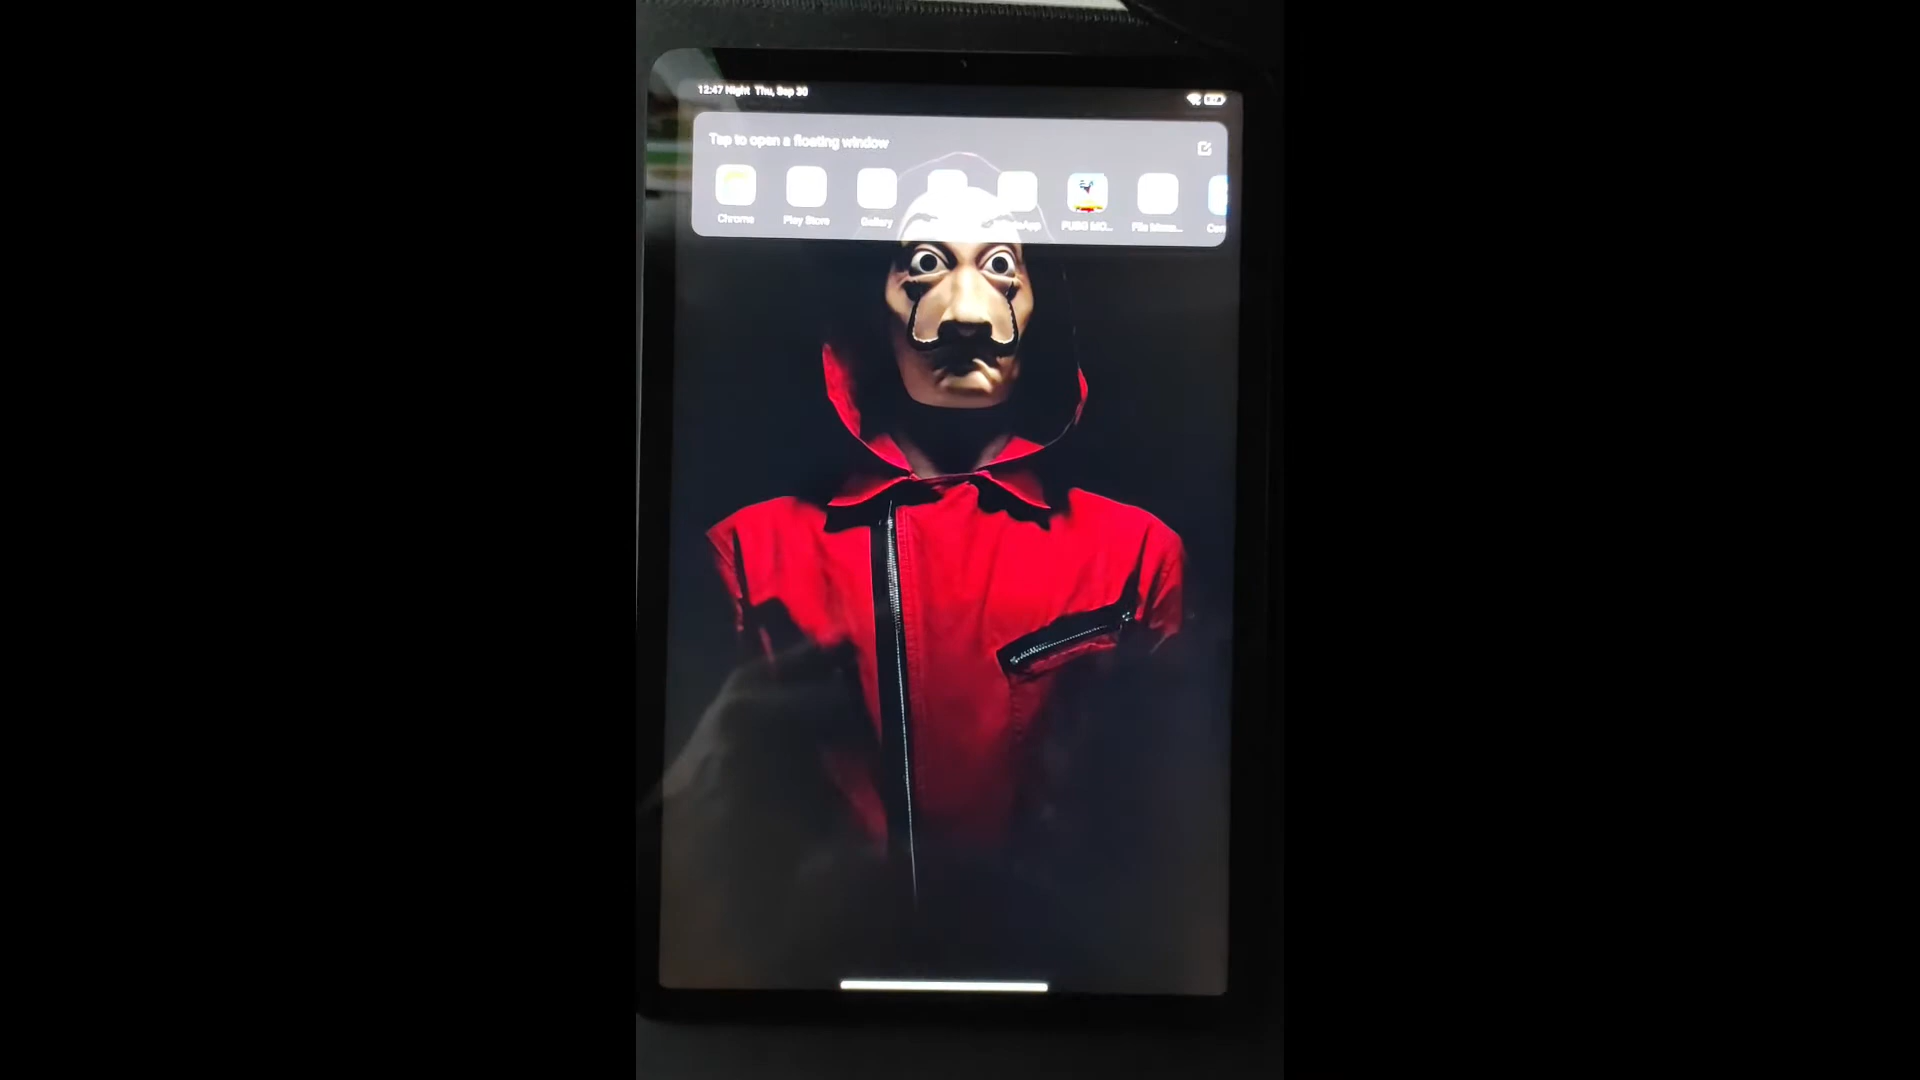 12:47 Night Thu, Sep 30
Tap to open a floating window
Chrome
Play Store
Gallery
PUBG MO...
File Mana...